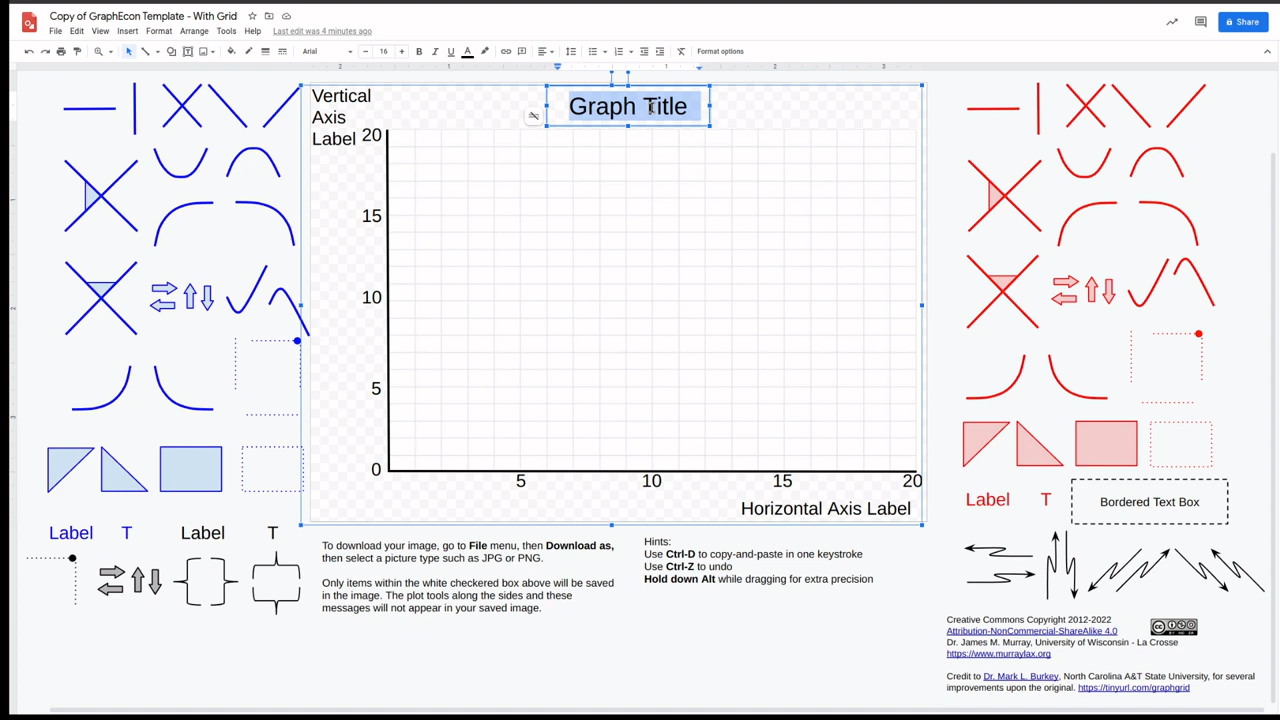 Copy of GraphEcon Template - With Grid
File Edit View Insert Format Arrange Tools Help Last edit was 4 minutes ago
Share
Arial
16
B I U A
Format options
2 1 1 2 3
1
2
3
Graph Title
Vertical
Axis
Label
20
15
10
5
0
5 10 15 20
Horizontal Axis Label
Label T
Label T
To download your image, go to File menu, then Download as,
then select a picture type such as JPG or PNG.
Only items within the white checkered box above will be saved
in the image. The plot tools along the sides and these
messages will not appear in your saved image.
Hints:
Use Ctrl-D to copy-and-paste in one keystroke
Use Ctrl-Z to undo
Hold down Alt while dragging for extra precision
Label T
Bordered Text Box
Creative Commons Copyright 2012-2022
Attribution-NonCommercial-ShareAlike 4.0
Dr. James M. Murray, University of Wisconsin - La Crosse
https://www.murraylax.org
Credit to Dr. Mark L. Burkey, North Carolina A&T State University, for several
improvements upon the original. https://tinyurl.com/graphgrid